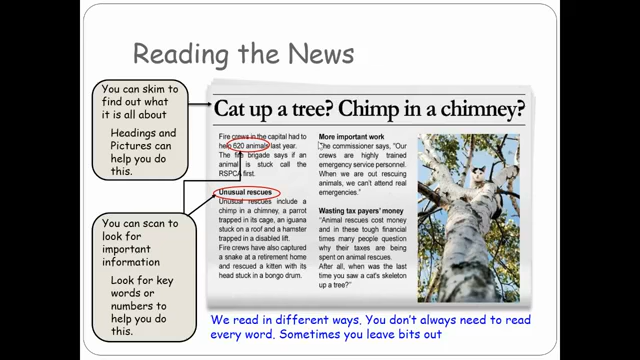 Reading the News
You can skim to
find out what
it is all about
Headings and
Pictures can
help you do
this.
You can scan to
look for
important
information
Look for key
words or
numbers to
help you do
this.
Cat up a tree? Chimp in a chimney?
Fire crews in the capital had to
help 620 animals last year.
The fire brigade says if an
animal is stuck call the
RSPCA first.
Unusual rescues
Unusual rescues include a
chimp in a chimney, a parrot
trapped in its cage, an iguana
stuck on a roof and a hamster
trapped in a disabled lift.
Fire crews have also captured
a snake at a retirement home
and rescued a kitten with its
head stuck in a bongo drum.
More important work
The commissioner says, "Our
crews are highly trained
emergency service personnel.
When we are out rescuing
animals, we can't attend real
emergencies."
Wasting tax payers' money
"Animal rescues cost money
and in these tough financial
times many people question
why their taxes are being
spent on animal rescues.
After all, when was the last
time you saw a cat's skeleton
up a tree?"
We read in different ways. You don't always need to read
every word. Sometimes you leave bits out